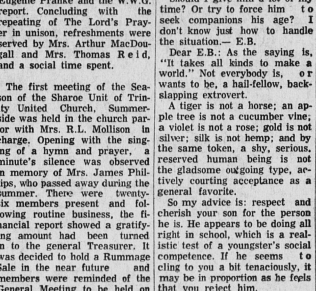 Eugene Franke and the W.W.G.
report. Concluding with the
repeating of The Lord's Pray-
er in unison, refreshments were
served by Mrs. Arthur MacDou-
gall and Mrs. Thomas Reid,
and a social time spent.
The first meeting of the Sea-
son of the Sharoe Unit of Trin-
ity United Church, Summer-
side was held in the church par-
lor with Mrs. R.L. Mollison in
charge. Opening with the sing-
ing of a hymn and prayer, a
minute's silence was observed
in memory of Mrs. James Phil-
lips, who passed away during the
summer. There were twenty-
six members present and fol-
lowing routine business, the fi-
nancial report showed a gratify-
ing amount had been turned
in to the general Treasurer. It
was decided to hold a Rummage
Sale in the near future and
members were reminded of the
General Meeting to be held on
time? Or try to force him to
seek companions his age? I
don't know just how to handle
the situation. — E.B.
Dear E.B.: As the saying is,
"It takes all kinds to make a
world." Not everybody is, or
wants to be, a hail-fellow, back-
slapping extrovert.
A tiger is not a horse; an ap-
ple tree is not a cucumber vine;
a violet is not a rose; gold is not
silver; silk is not hemp; and by
the same token, a shy, serious,
reserved human being is not
the gladsome outgoing type, ac-
tively courting acceptance as a
general favorite.
So my advice is: respect and
cherish your son for the person
he is. He appears to be doing all
right in school, which is a real-
istic test of a youngster's social
competence. If he seems to
cling to you a bit tenaciously, it
may be in proportion as he feels
that you reject him.